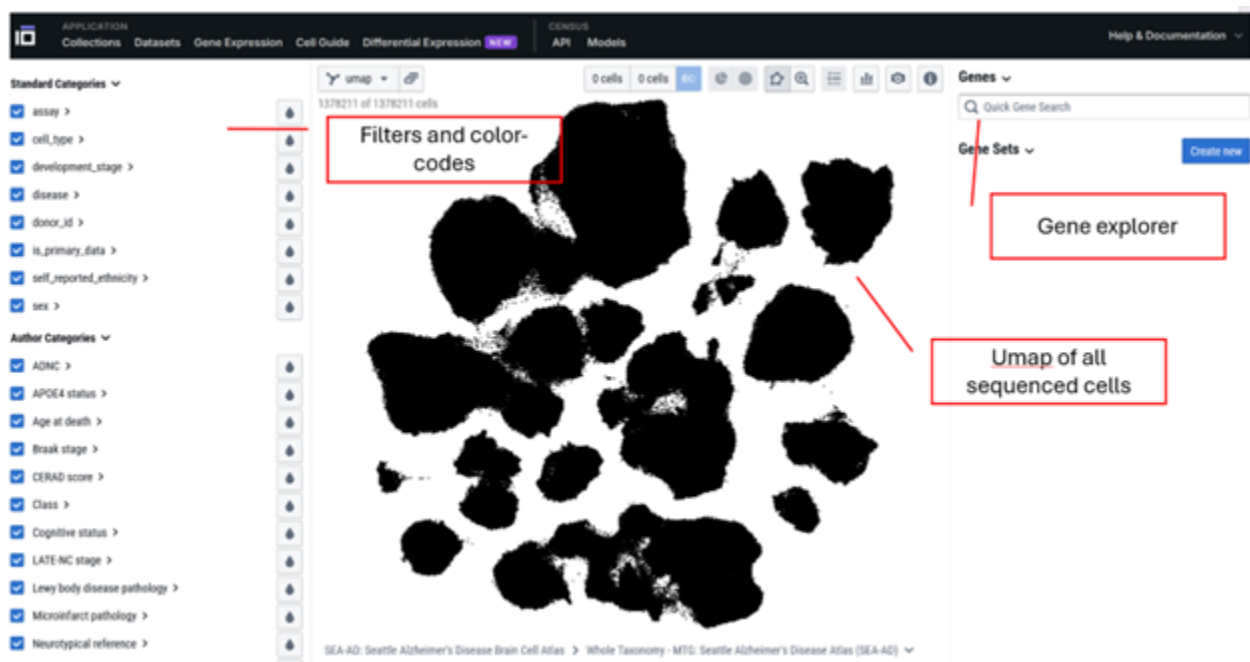 APPLICATION
Collections Datasets Gene Expression Cell Guide Differential Expression NEW
CENSUS
API Models
Help & Documentation
Standard Categories
assay
cell_type
development_stage
disease
donor_id
is_primary_data
self_reported_ethnicity
sex
Author Categories
ADNC
APOE4 status
Age at death
Braak stage
CERAD score
Class
Cognitive status
LATE-NC stage
Lewy body disease pathology
Microinfarct pathology
Neurotypical reference
umap
0 cells 0 cells
1378211 of 1378211 cells
Filters and color-
codes
Genes
Quick Gene Search
Gene Sets
Create new
Gene explorer
Umap of all
sequenced cells
SEA-AD: Seattle Alzheimer's Disease Brain Cell Atlas > Whole Taxonomy - MTG: Seattle Alzheimer's Disease Atlas (SEA-AD)